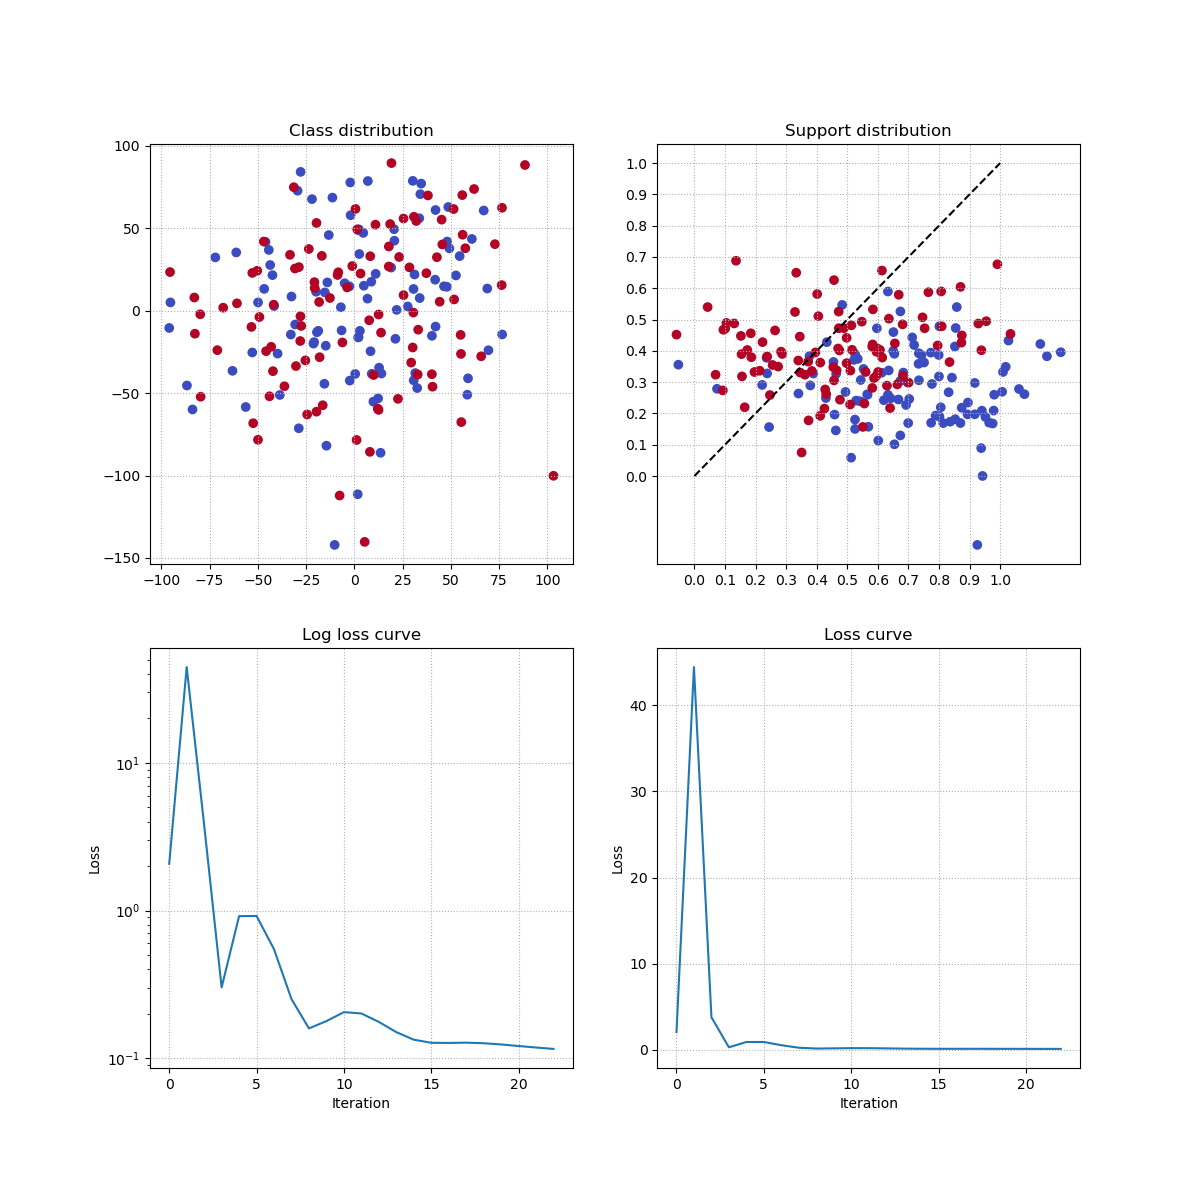 Class distribution
100
50
0
−50
−100
−150
−100 −75 −50 −25 0 25 50 75 100
Support distribution
1.0
0.9
0.8
0.7
0.6
0.5
0.4
0.3
0.2
0.1
0.0
0.0 0.1 0.2 0.3 0.4 0.5 0.6 0.7 0.8 0.9 1.0
Log loss curve
Loss
10¹
10⁰
10⁻¹
0 5 10 15 20
Iteration
Loss curve
Loss
40
30
20
10
0
0 5 10 15 20
Iteration